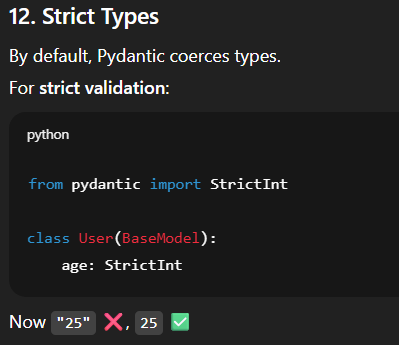 12. Strict Types
By default, Pydantic coerces types.
For strict validation:
python
from pydantic import StrictInt
class User(BaseModel):
    age: StrictInt
Now "25" ❌, 25 ✅